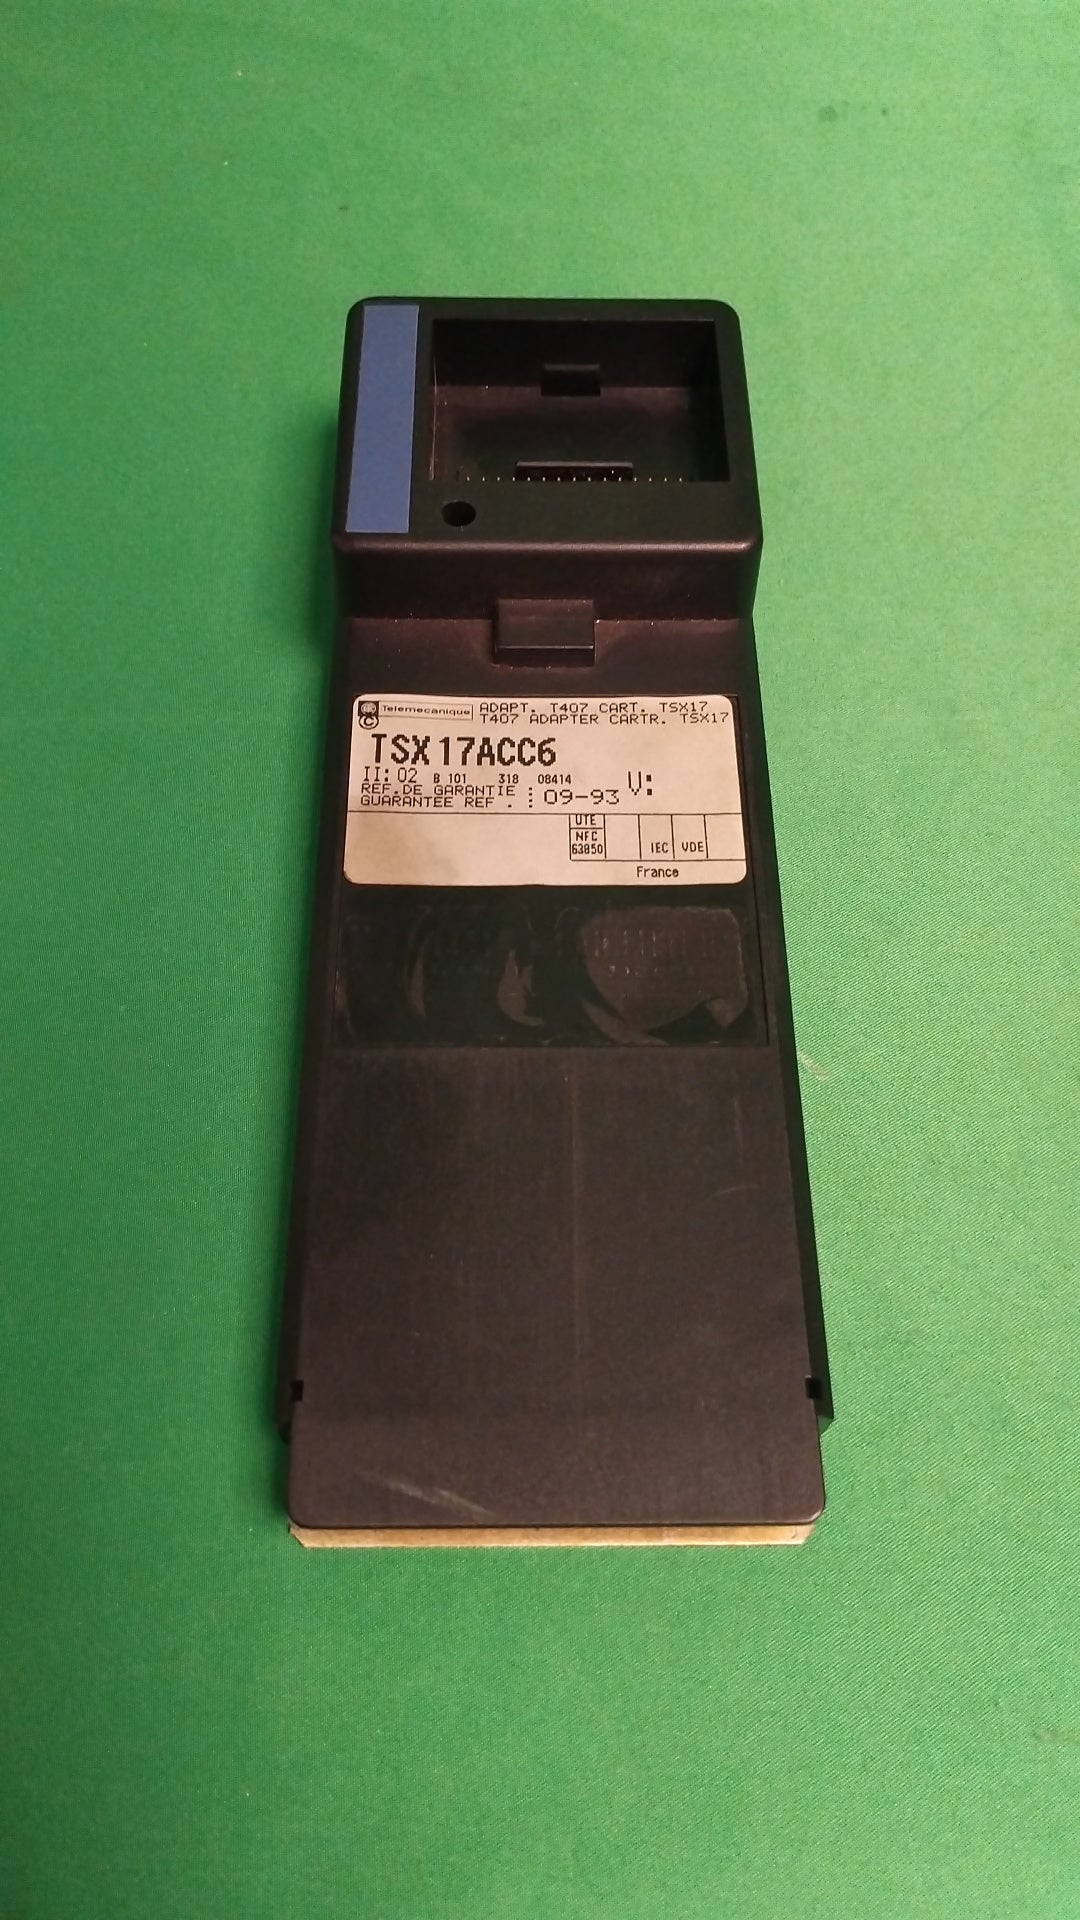 Telemecanique ADAPT. T407 CART. TSX17
T407 ADAPTER CARTR. TSX17
TSX 17ACC6
II: 02 B 101 318 08414 V:
REF.DE GARANTIE :
GUARANTEE REF . : 09-93
UTE
NFC
63850 IEC VDE
France